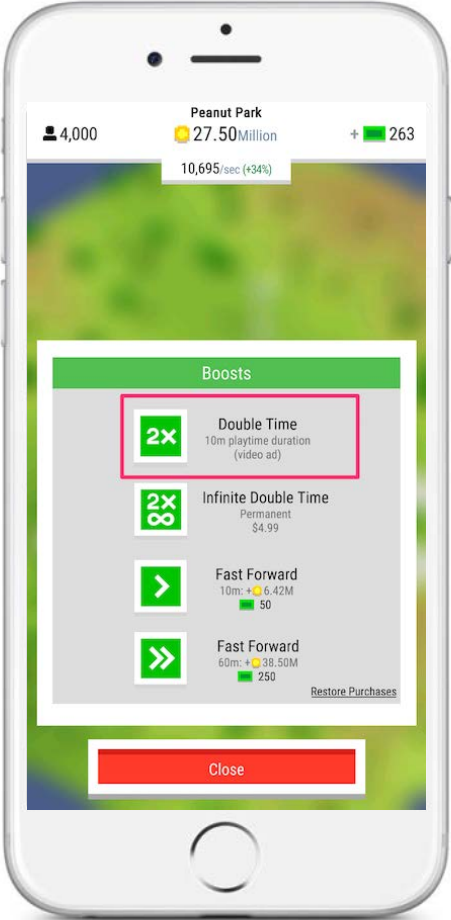 Peanut Park
4,000
27.50Million
+ 263
10,695/sec (+34%)
Boosts
2X
Double Time
10m playtime duration
(video ad)
2X
∞
Infinite Double Time
Permanent
$4.99
Fast Forward
10m: + 6.42M
50
Fast Forward
60m: + 38.50M
250
Restore Purchases
Close